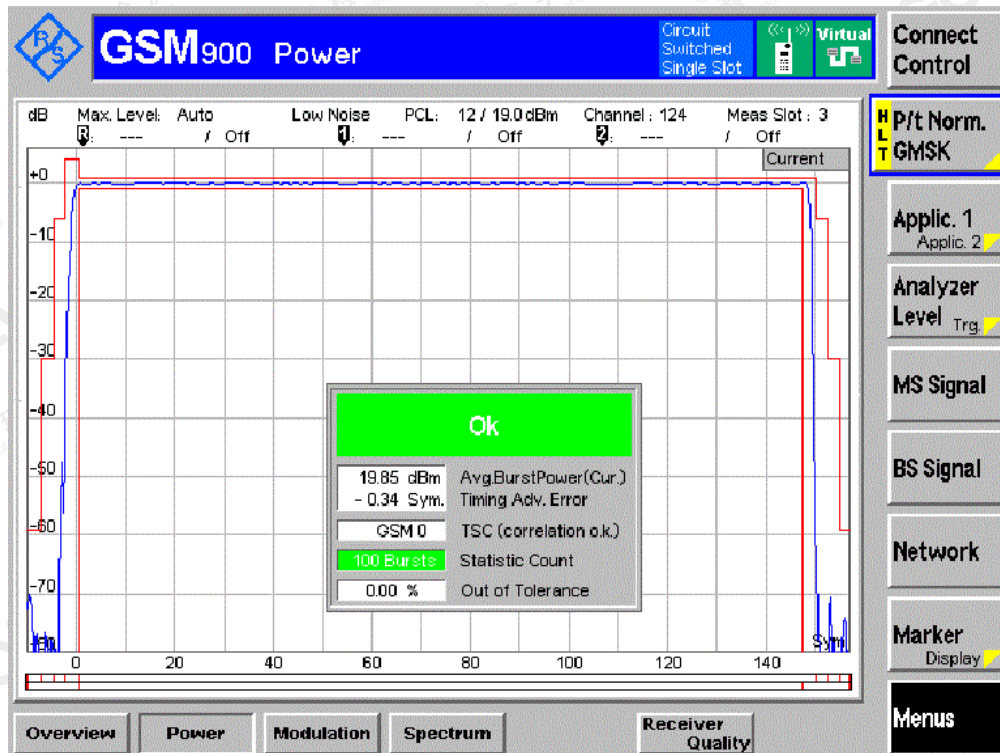 R S
GSM900 Power
Circuit
Switched
Single Slot
Virtual
Connect
Control
dB Max. Level: Auto Low Noise PCL: 12 / 19.0 dBm Channel : 124 Meas Slot : 3
R: --- / Off 1: --- / Off 2: --- / Off
HLT
P/t Norm.
GMSK
Current
+0
-10
-20
-30
-40
-50
-60
-70
-80
Applic. 1
Applic. 2
Analyzer
Level Trg.
MS Signal
BS Signal
Network
Marker
Display
Menus
Ok
19.85 dBm Avg.BurstPower(Cur.)
- 0.34 Sym. Timing Adv. Error
GSM 0 TSC (correlation o.k.)
100 Bursts Statistic Count
0.00 % Out of Tolerance
Sym
0 20 40 60 80 100 120 140
Overview Power Modulation Spectrum Receiver
Quality